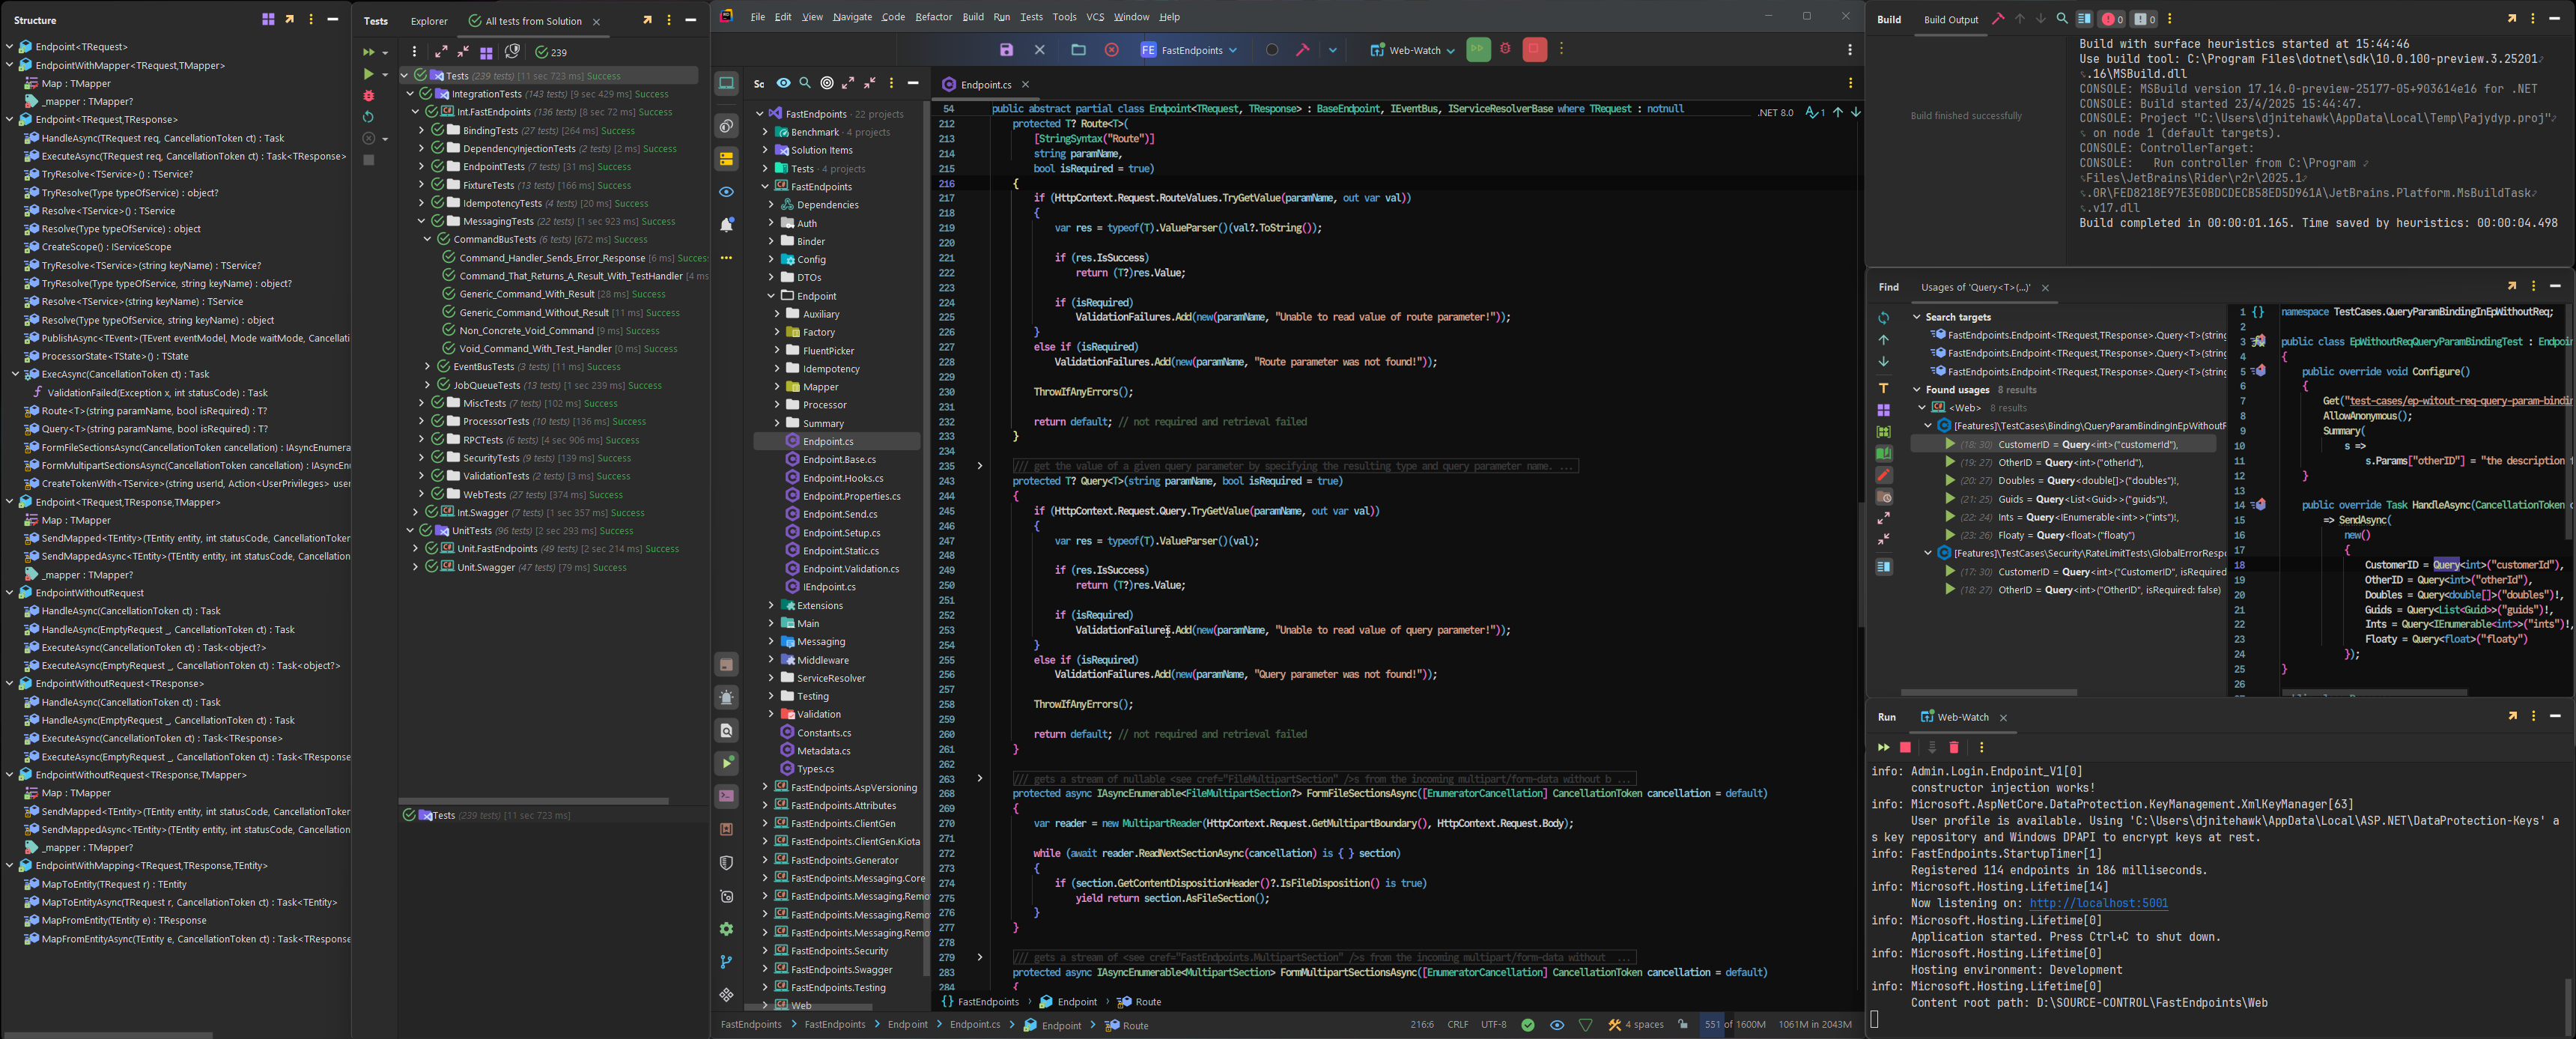 Structure
Endpoint<TRequest>
EndpointWithMapper<TRequest,TMapper>
Map : TMapper
_mapper : TMapper?
Endpoint<TRequest,TResponse>
HandleAsync(TRequest req, CancellationToken ct) : Task
ExecuteAsync(TRequest req, CancellationToken ct) : Task<TResponse>
TryResolve<TService>() : TService?
TryResolve(Type typeOfService) : object?
Resolve<TService>() : TService
Resolve(Type typeOfService) : object
CreateScope() : IServiceScope
TryResolve<TService>(string keyName) : TService?
TryResolve(Type typeOfService, string keyName) : object?
Resolve<TService>(string keyName) : TService
Resolve(Type typeOfService, string keyName) : object
PublishAsync<TEvent>(TEvent eventModel, Mode waitMode, Cancellati
ProcessorState<TState>() : TState
ExecAsync(CancellationToken ct) : Task
ValidationFailed(Exception x, int statusCode) : Task
Route<T>(string paramName, bool isRequired) : T?
Query<T>(string paramName, bool isRequired) : T?
FormFileSectionsAsync(CancellationToken cancellation) : IAsyncEnumera
FormMultipartSectionsAsync(CancellationToken cancellation) : IAsyncEnu
CreateTokenWith<TService>(string userId, Action<UserPrivileges> user
Endpoint<TRequest,TResponse,TMapper>
Map : TMapper
SendMapped<TEntity>(TEntity entity, int statusCode, CancellationToken
SendMappedAsync<TEntity>(TEntity entity, int statusCode, Cancellation
_mapper : TMapper?
EndpointWithoutRequest
HandleAsync(CancellationToken ct) : Task
HandleAsync(EmptyRequest _, CancellationToken ct) : Task
ExecuteAsync(CancellationToken ct) : Task<object?>
ExecuteAsync(EmptyRequest _, CancellationToken ct) : Task<object?>
EndpointWithoutRequest<TResponse>
HandleAsync(CancellationToken ct) : Task
HandleAsync(EmptyRequest _, CancellationToken ct) : Task
ExecuteAsync(CancellationToken ct) : Task<TResponse>
ExecuteAsync(EmptyRequest _, CancellationToken ct) : Task<TResponse
EndpointWithoutRequest<TResponse,TMapper>
Map : TMapper
SendMapped<TEntity>(TEntity entity, int statusCode, CancellationToken
SendMappedAsync<TEntity>(TEntity entity, int statusCode, Cancellation
_mapper : TMapper?
EndpointWithMapping<TRequest,TResponse,TEntity>
MapToEntity(TRequest r) : TEntity
MapToEntityAsync(TRequest r, CancellationToken ct) : Task<TEntity>
MapFromEntity(TEntity e) : TResponse
MapFromEntityAsync(TEntity e, CancellationToken ct) : Task<TResponse
Tests Explorer All tests from Solution
239
Tests (239 tests) [11 sec 723 ms] Success
IntegrationTests (143 tests) [9 sec 429 ms] Success
Int.FastEndpoints (136 tests) [8 sec 72 ms] Success
BindingTests (27 tests) [264 ms] Success
DependencyInjectionTests (2 tests) [2 ms] Success
EndpointTests (7 tests) [31 ms] Success
FixtureTests (13 tests) [166 ms] Success
IdempotencyTests (4 tests) [20 ms] Success
MessagingTests (22 tests) [1 sec 923 ms] Success
CommandBusTests (6 tests) [672 ms] Success
Command_Handler_Sends_Error_Response [6 ms] Succes
Command_That_Returns_A_Result_With_TestHandler [4 ms
Generic_Command_With_Result [28 ms] Success
Generic_Command_Without_Result [11 ms] Success
Non_Concrete_Void_Command [9 ms] Success
Void_Command_With_Test_Handler [0 ms] Success
EventBusTests (3 tests) [11 ms] Success
JobQueueTests (13 tests) [1 sec 239 ms] Success
MiscTests (7 tests) [102 ms] Success
ProcessorTests (10 tests) [136 ms] Success
RPCTests (6 tests) [4 sec 906 ms] Success
SecurityTests (9 tests) [139 ms] Success
ValidationTests (2 tests) [3 ms] Success
WebTests (27 tests) [374 ms] Success
Int.Swagger (7 tests) [1 sec 357 ms] Success
UnitTests (96 tests) [2 sec 293 ms] Success
Unit.FastEndpoints (49 tests) [2 sec 214 ms] Success
Unit.Swagger (47 tests) [79 ms] Success
Tests (239 tests) [11 sec 723 ms]
File Edit View Navigate Code Refactor Build Run Tests Tools VCS Window Help
FE FastEndpoints Web-Watch
Sc
FastEndpoints · 22 projects
Benchmark · 4 projects
Solution Items
Tests · 4 projects
FastEndpoints
Dependencies
Auth
Binder
Config
DTOs
Endpoint
Auxiliary
Factory
FluentPicker
Idempotency
Mapper
Processor
Summary
Endpoint.cs
Endpoint.Base.cs
Endpoint.Hooks.cs
Endpoint.Properties.cs
Endpoint.Send.cs
Endpoint.Setup.cs
Endpoint.Static.cs
Endpoint.Validation.cs
IEndpoint.cs
Extensions
Main
Messaging
Middleware
ServiceResolver
Testing
Validation
Constants.cs
Metadata.cs
Types.cs
FastEndpoints.AspVersioning
FastEndpoints.Attributes
FastEndpoints.ClientGen
FastEndpoints.ClientGen.Kiota
FastEndpoints.Generator
FastEndpoints.Messaging.Core
FastEndpoints.Messaging.Remo
FastEndpoints.Messaging.Remo
FastEndpoints.Messaging.Remo
FastEndpoints.Security
FastEndpoints.Swagger
FastEndpoints.Testing
Web
Endpoint.cs
54 public abstract partial class Endpoint<TRequest, TResponse> : BaseEndpoint, IEventBus, IServiceResolverBase where TRequest : notnull
.NET 8.0 1
212 protected T? Route<T>(
213 [StringSyntax("Route")]
214 string paramName,
215 bool isRequired = true)
216 {
217 if (HttpContext.Request.RouteValues.TryGetValue(paramName, out var val))
218 {
219 var res = typeof(T).ValueParser()(val?.ToString());
220
221 if (res.IsSuccess)
222 return (T?)res.Value;
223
224 if (isRequired)
225 ValidationFailures.Add(new(paramName, "Unable to read value of route parameter!"));
226 }
227 else if (isRequired)
228 ValidationFailures.Add(new(paramName, "Route parameter was not found!"));
229
230 ThrowIfAnyErrors();
231
232 return default; // not required and retrieval failed
233 }
234
235 /// get the value of a given query parameter by specifying the resulting type and query parameter name. ...
243 protected T? Query<T>(string paramName, bool isRequired = true)
244 {
245 if (HttpContext.Request.Query.TryGetValue(paramName, out var val))
246 {
247 var res = typeof(T).ValueParser()(val);
248
249 if (res.IsSuccess)
250 return (T?)res.Value;
251
252 if (isRequired)
253 ValidationFailures.Add(new(paramName, "Unable to read value of query parameter!"));
254 }
255 else if (isRequired)
256 ValidationFailures.Add(new(paramName, "Query parameter was not found!"));
257
258 ThrowIfAnyErrors();
259
260 return default; // not required and retrieval failed
261 }
262
263 /// gets a stream of nullable <see cref="FileMultipartSection" />s from the incoming multipart/form-data without b ...
268 protected async IAsyncEnumerable<FileMultipartSection?> FormFileSectionsAsync([EnumeratorCancellation] CancellationToken cancellation = default)
269 {
270 var reader = new MultipartReader(HttpContext.Request.GetMultipartBoundary(), HttpContext.Request.Body);
271
272 while (await reader.ReadNextSectionAsync(cancellation) is { } section)
273 {
274 if (section.GetContentDispositionHeader()?.IsFileDisposition() is true)
275 yield return section.AsFileSection();
276 }
277 }
278
279 /// gets a stream of <see cref="FastEndpoints.MultipartSection" />s from the incoming multipart/form-data without ...
283 protected async IAsyncEnumerable<MultipartSection> FormMultipartSectionsAsync([EnumeratorCancellation] CancellationToken cancellation = default)
284 {
FastEndpoints Endpoint Route
FastEndpoints FastEndpoints Endpoint Endpoint.cs Endpoint Route
216:6 CRLF UTF-8 4 spaces 551 of 1600M 1061M in 2043M
Build Build Output 0 0
Build finished successfully
Build with surface heuristics started at 15:44:46
Use build tool: C:\Program Files\dotnet\sdk\10.0.100-preview.3.25201
.16\MSBuild.dll
CONSOLE: MSBuild version 17.14.0-preview-25177-05+903614e16 for .NET
CONSOLE: Build started 23/4/2025 15:44:47.
CONSOLE: Project "C:\Users\djnitehawk\AppData\Local\Temp\Pajydyp.proj"
on node 1 (default targets).
CONSOLE: ControllerTarget:
CONSOLE: Run controller from C:\Program
Files\JetBrains\Rider\r2r\2025.1
.0R\FED8218E97E3E0BDCDECB58ED5D961A\JetBrains.Platform.MsBuildTask
.v17.dll
Build completed in 00:00:01.165. Time saved by heuristics: 00:00:04.498
Find Usages of 'Query<T>(...)'
Search targets
FastEndpoints.Endpoint<TRequest,TResponse>.Query<T>(string
FastEndpoints.Endpoint<TRequest,TResponse>.Query<T>(string
FastEndpoints.Endpoint<TRequest,TResponse>.Query<T>(string
Found usages 8 results
<Web> 8 results
[Features]\TestCases\Binding\QueryParamBindingInEpWithoutR
(18: 30) CustomerID = Query<int>("customerId"),
(19: 27) OtherID = Query<int>("otherId"),
(20: 27) Doubles = Query<double[]>("doubles")!,
(21: 25) Guids = Query<List<Guid>>("guids")!,
(22: 24) Ints = Query<IEnumerable<int>>("ints")!,
(23: 26) Floaty = Query<float>("floaty")
[Features]\TestCases\Security\RateLimitTests\GlobalErrorRespo
(17: 30) CustomerID = Query<int>("CustomerID", isRequired
(18: 27) OtherID = Query<int>("OtherID", isRequired: false)
1 namespace TestCases.QueryParamBindingInEpWithoutReq;
2
3 public class EpWithoutReqQueryParamBindingTest : Endpoin
4 {
5 public override void Configure()
6 {
7 Get("test-cases/ep-witout-req-query-param-bindin
8 AllowAnonymous();
9 Summary(
10 s =>
11 s.Params["otherID"] = "the description f
12 }
13
14 public override Task HandleAsync(CancellationToken c
15 => SendAsync(
16 new()
17 {
18 CustomerID = Query<int>("customerId"),
19 OtherID = Query<int>("otherId"),
20 Doubles = Query<double[]>("doubles")!,
21 Guids = Query<List<Guid>>("guids")!,
22 Ints = Query<IEnumerable<int>>("ints")!,
23 Floaty = Query<float>("floaty")
24 });
25 }
26
Run Web-Watch
info: Admin.Login.Endpoint_V1[0]
constructor injection works!
info: Microsoft.AspNetCore.DataProtection.KeyManagement.XmlKeyManager[63]
User profile is available. Using 'C:\Users\djnitehawk\AppData\Local\ASP.NET\DataProtection-Keys' a
s key repository and Windows DPAPI to encrypt keys at rest.
info: FastEndpoints.StartupTimer[1]
Registered 114 endpoints in 186 milliseconds.
info: Microsoft.Hosting.Lifetime[14]
Now listening on: http://localhost:5001
info: Microsoft.Hosting.Lifetime[0]
Application started. Press Ctrl+C to shut down.
info: Microsoft.Hosting.Lifetime[0]
Hosting environment: Development
info: Microsoft.Hosting.Lifetime[0]
Content root path: D:\SOURCE-CONTROL\FastEndpoints\Web